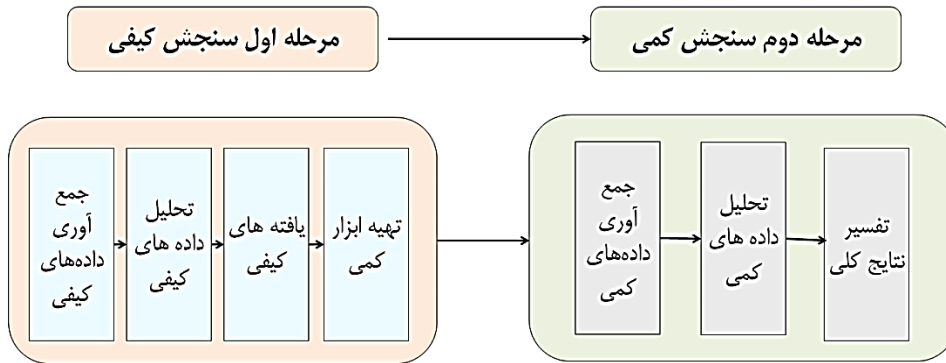 مرحله اول سنجش کیفی
مرحله دوم سنجش کمی
جمع
آوری
داده‌های
کیفی
تحلیل
داده های
کیفی
یافته های
کیفی
تهیه ابزار
کمی
جمع
آوری
داده‌های
کمی
تحلیل
داده های
کمی
تفسیر
نتایج کلی